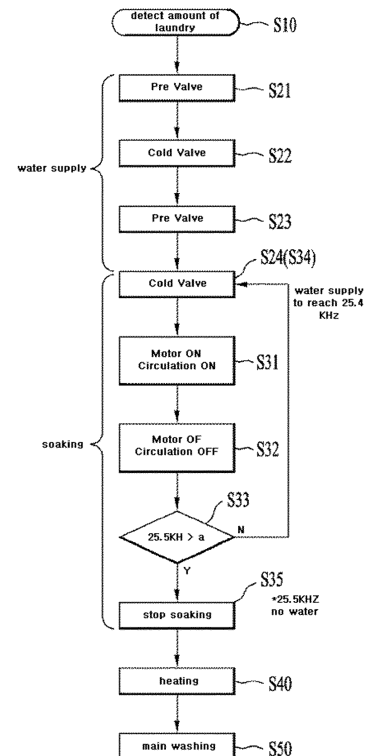 detect amount of
laundry
S10
Pre Valve
S21
water supply
Cold Valve
S22
Pre Valve
S23
S24(S34)
Cold Valve
water supply
to reach 25.4
KHz
Motor ON
Circulation ON
S31
soaking
Motor OF
Circulation OFF
S32
S33
25.5KH > a
N
Y
S35
*25.5KHZ
no water
stop soaking
heating
S40
main washing
S50